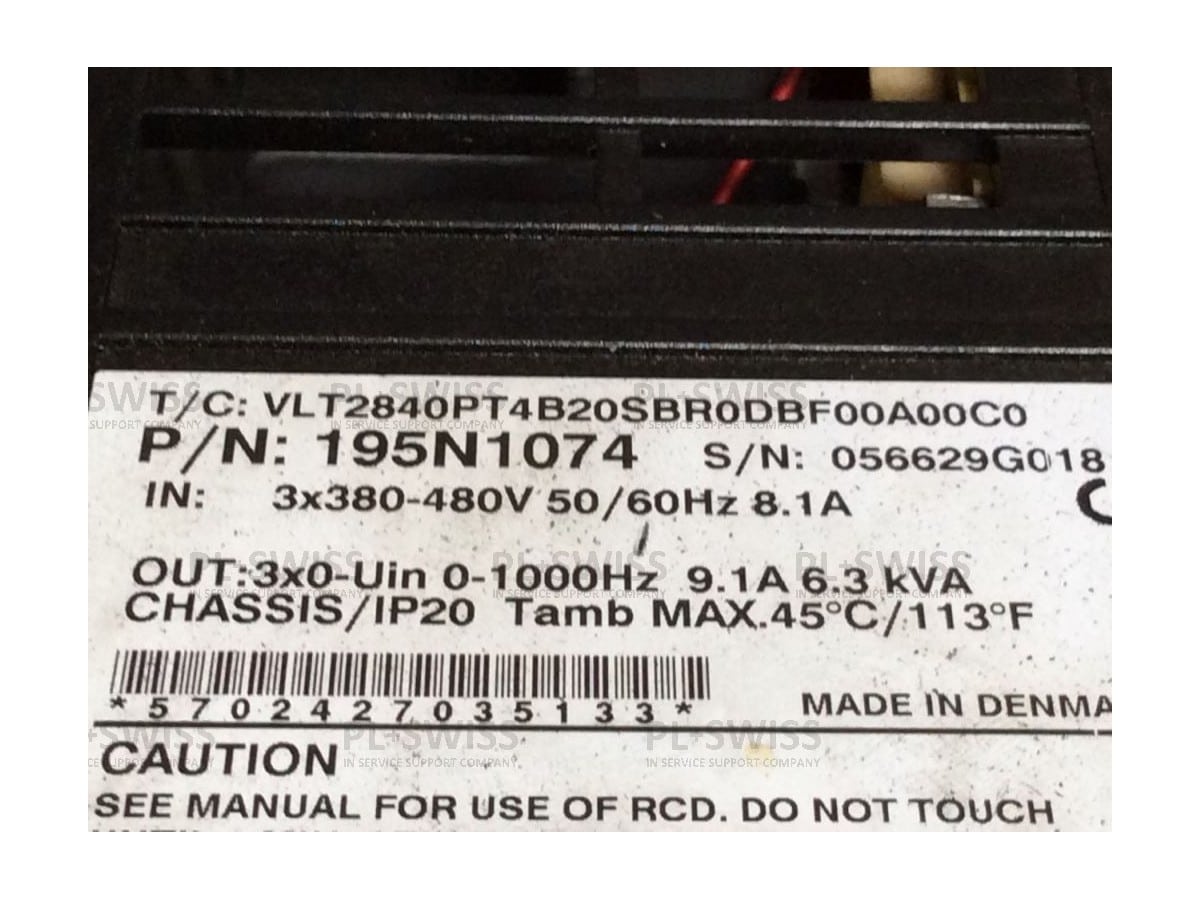 T/C: VLT2840PT4B20SBR0DBF00A00C0
P/N: 195N1074 S/N: 056629G018
IN: 3x380-480V 50/60Hz 8.1A
OUT:3x0-Uin 0-1000Hz 9.1A 6.3 kVA
CHASSIS/IP20 Tamb MAX.45°C/113°F
*5702427035133*
MADE IN DENMA
CAUTION
SEE MANUAL FOR USE OF RCD. DO NOT TOUCH
PL+SWISS
IN SERVICE SUPPORT COMPANY